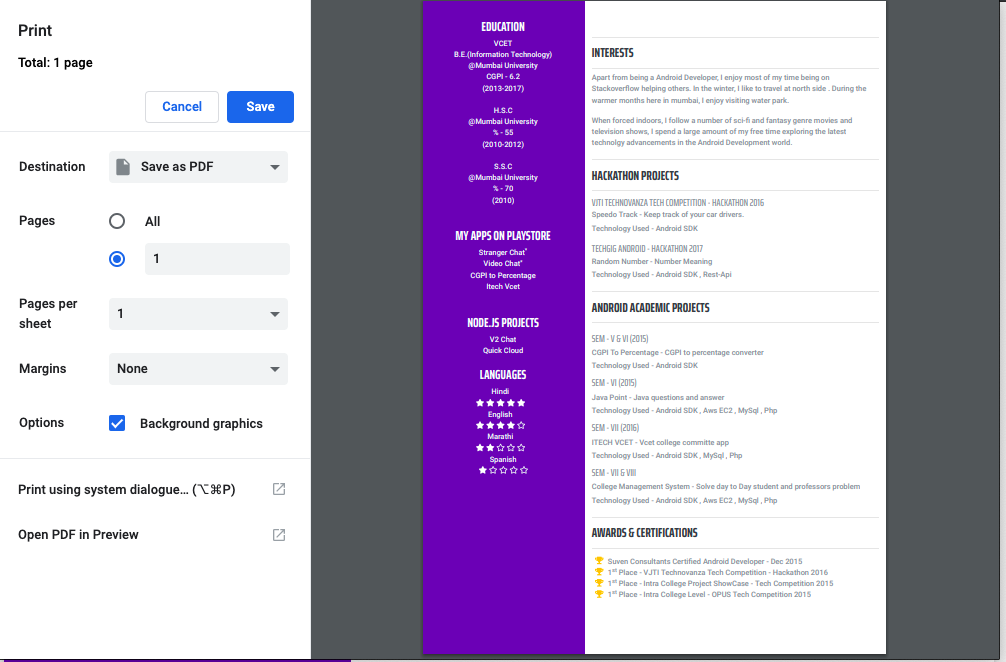 Print
Total: 1 page
Cancel
Save
Destination
Save as PDF
Pages
All
1
Pages per
sheet
1
Margins
None
Options
Background graphics
Print using system dialogue... (⌥⌘P)
Open PDF in Preview
EDUCATION
VCET
B.E.(Information Technology)
@Mumbai University
CGPI - 6.2
(2013-2017)
H.S.C
@Mumbai University
% - 55
(2010-2012)
S.S.C
@Mumbai University
% - 70
(2010)
MY APPS ON PLAYSTORE
Stranger Chat*
Video Chat*
CGPI to Percentage
Itech Vcet
NODE.JS PROJECTS
V2 Chat
Quick Cloud
LANGUAGES
Hindi
English
Marathi
Spanish
INTERESTS
Apart from being a Android Developer, I enjoy most of my time being on
Stackoverflow helping others. In the winter, I like to travel at north side . During the
warmer months here in mumbai, I enjoy visiting water park.
When forced indoors, I follow a number of sci-fi and fantasy genre movies and
television shows, I spend a large amount of my free time exploring the latest
technolgy advancements in the Android Development world.
HACKATHON PROJECTS
VJTI TECHNOVANZA TECH COMPETITION - HACKATHON 2016
Speedo Track - Keep track of your car drivers.
Technology Used - Android SDK
TECHGIG ANDROID - HACKATHON 2017
Random Number - Number Meaning
Technology Used - Android SDK , Rest-Api
ANDROID ACADEMIC PROJECTS
SEM - V & VI (2015)
CGPI To Percentage - CGPI to percentage converter
Technology Used - Android SDK
SEM - VI (2015)
Java Point - Java questions and answer
Technology Used - Android SDK , Aws EC2 , MySql , Php
SEM - VII (2016)
ITECH VCET - Vcet college committe app
Technology Used - Android SDK , MySql , Php
SEM - VII & VIII
College Management System - Solve day to Day student and professors problem
Technology Used - Android SDK , Aws EC2 , MySql , Php
AWARDS & CERTIFICATIONS
Suven Consultants Certified Android Developer - Dec 2015
1st Place - VJTI Technovanza Tech Competition - Hackathon 2016
1st Place - Intra College Project ShowCase - Tech Competition 2015
1st Place - Intra College Level - OPUS Tech Competition 2015